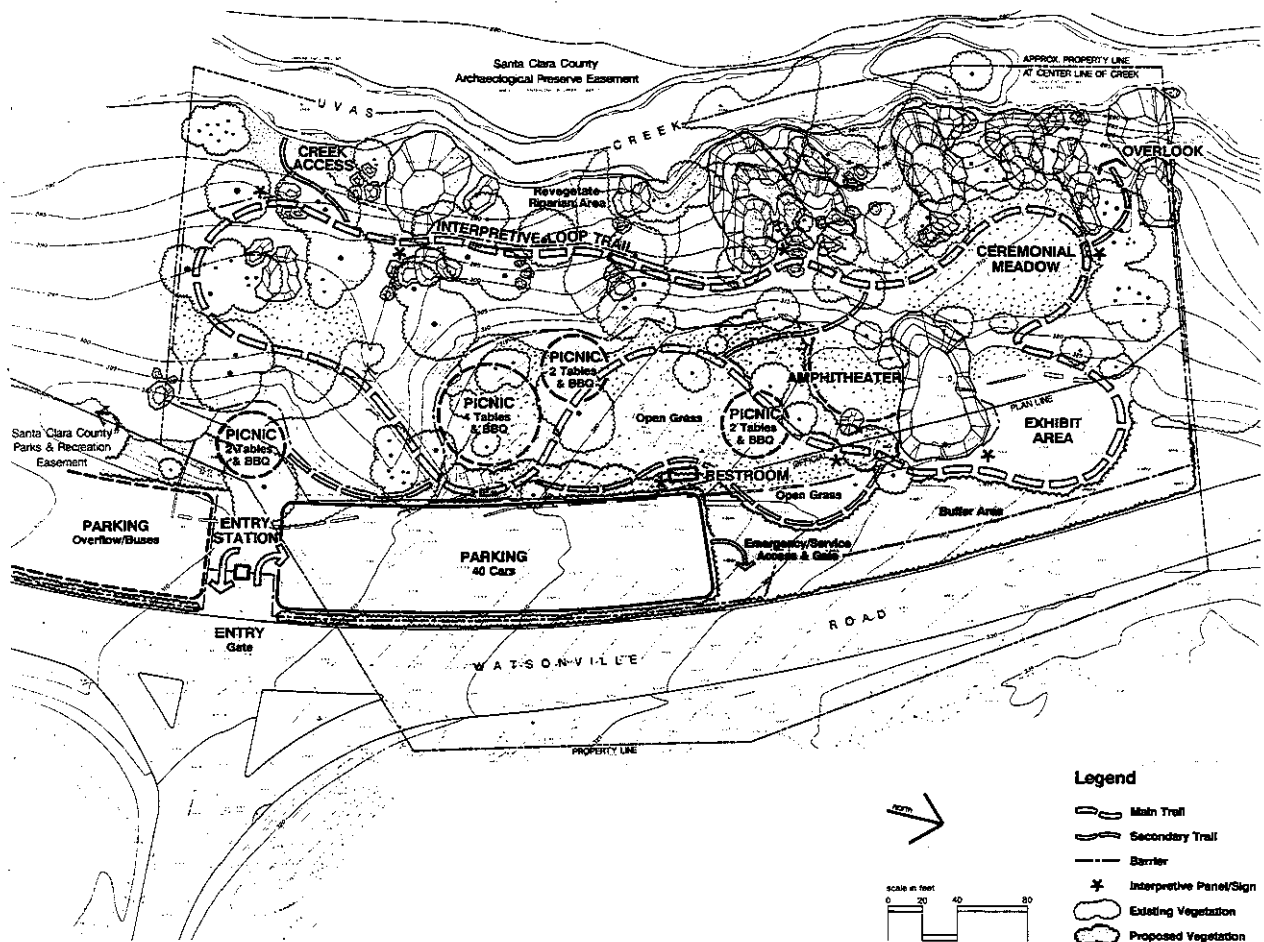 Santa Clara County
Archaeological Preserve Easement
APPROX. PROPERTY LINE
AT CENTER LINE OF CREEK
UVAS
CREEK
CREEK
ACCESS
OVERLOOK
Revegetate
Riparian Area
INTERPRETIVE LOOP TRAIL
CEREMONIAL
MEADOW
PICNIC
2 Tables
& BBQ
PICNIC
4 Tables
& BBQ
AMPHITHEATER
Open Grass
PICNIC
2 Tables
& BBQ
PLAN LINE
EXHIBIT
AREA
Santa Clara County
Parks & Recreation
Easement
PICNIC
2 Tables
& BBQ
RESTROOM
Open Grass
Buffer Area
PARKING
Overflow/Buses
ENTRY
STATION
PARKING
40 Cars
Emergency/Service
Access & Gate
ENTRY
Gate
WATSONVILLE
ROAD
PROPERTY LINE
NORTH
Legend
Main Trail
Secondary Trail
Barrier
Interpretive Panel/Sign
Existing Vegetation
Proposed Vegetation
scale in feet
0 20 40 80